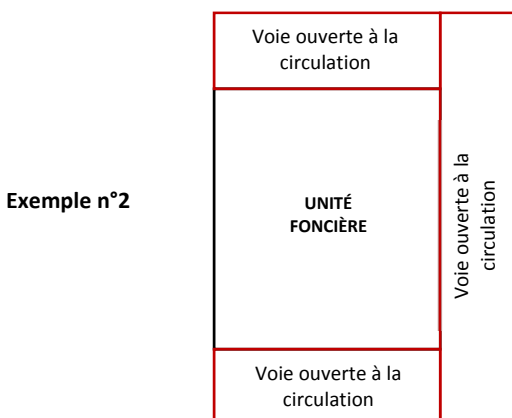 Voie ouverte à la
circulation
Exemple n°2
UNITÉ
FONCIÈRE
Voie ouverte à la
circulation
Voie ouverte à la
circulation